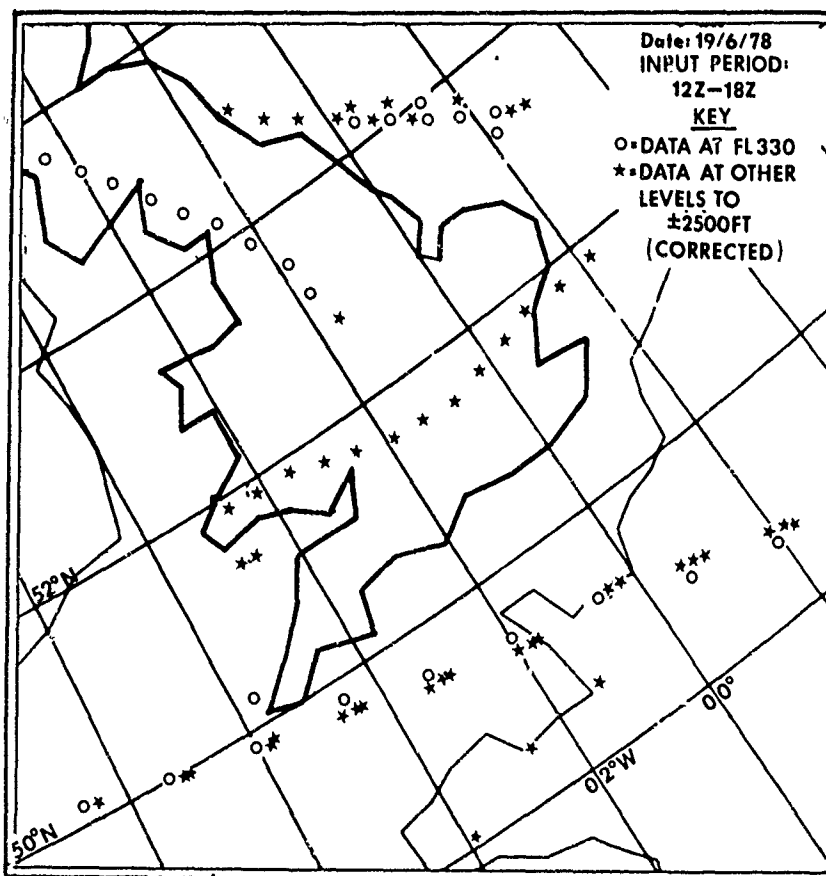 Date: 19/6/78
INPUT PERIOD:
12Z-18Z
KEY
○=DATA AT FL330
★=DATA AT OTHER
LEVELS TO
±2500FT
(CORRECTED)
52°N
00°
02°W
50°N